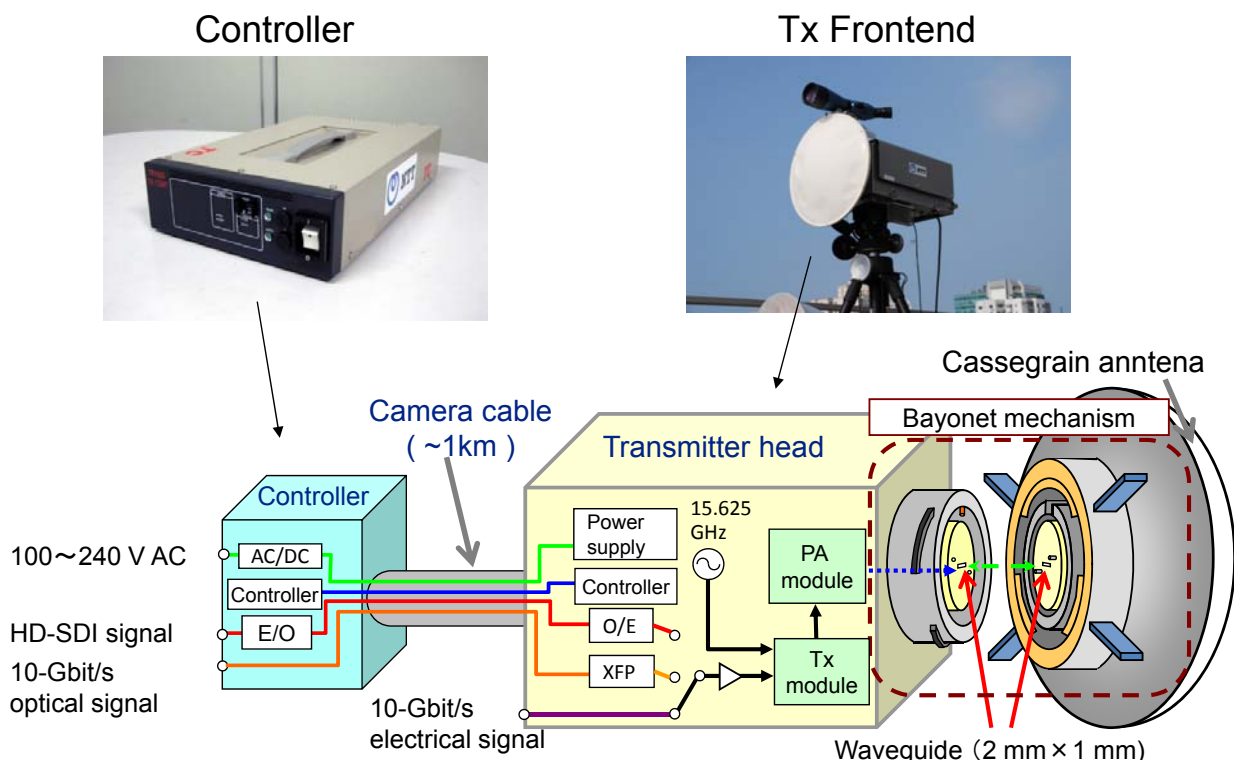 Controller
Tx Frontend
NTT
Cassegrain anntena
Bayonet mechanism
Camera cable
( ~1km )
Transmitter head
Controller
15.625
GHz
Power
supply
PA
module
100～240 V AC
AC/DC
Controller
Controller
HD-SDI signal
E/O
O/E
10-Gbit/s
optical signal
XFP
Tx
module
10-Gbit/s
electrical signal
Waveguide（2 mm × 1 mm)